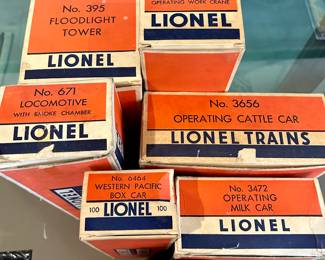 No. 395
FLOODLIGHT
TOWER
LIONEL
OPERATING WORK CRANE
LIONEL
No. 671
LOCOMOTIVE
WITH SMOKE CHAMBER
LIONEL
No. 3656
OPERATING CATTLE CAR
LIONEL TRAINS
No. 6464
WESTERN PACIFIC
BOX CAR
100 LIONEL 100
No. 3472
OPERATING
MILK CAR
LIONEL